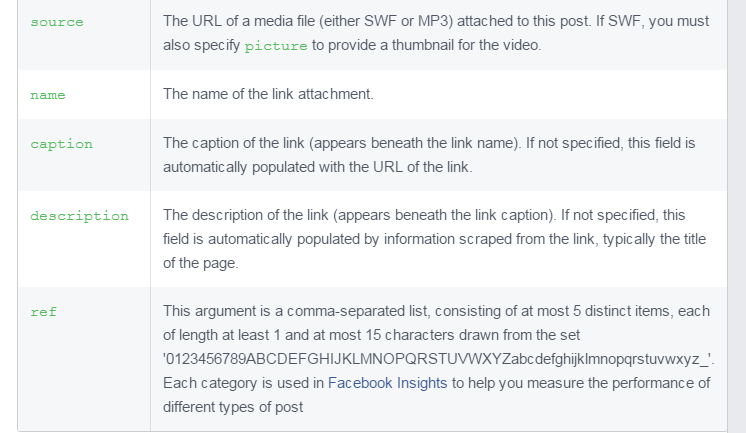 source
The URL of a media file (either SWF or MP3) attached to this post. If SWF, you must
also specify picture to provide a thumbnail for the video.
name
The name of the link attachment.
caption
The caption of the link (appears beneath the link name). If not specified, this field is
automatically populated with the URL of the link.
description
The description of the link (appears beneath the link caption). If not specified, this
field is automatically populated by information scraped from the link, typically the title
of the page.
ref
This argument is a comma-separated list, consisting of at most 5 distinct items, each
of length at least 1 and at most 15 characters drawn from the set
'0123456789ABCDEFGHIJKLMNOPQRSTUVWXYZabcdefghijklmnopqrstuvwxyz_'.
Each category is used in Facebook Insights to help you measure the performance of
different types of post